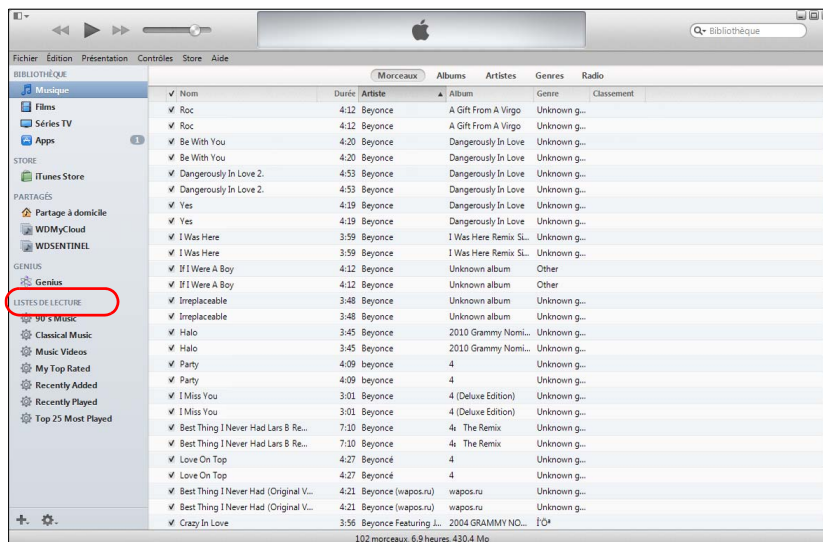 Bibliothèque
Fichier Édition Présentation Contrôles Store Aide
BIBLIOTHÈQUE
Musique
Films
Séries TV
Apps 1
STORE
iTunes Store
PARTAGÉS
Partage à domicile
WDMyCloud
WDSENTINEL
GENIUS
Genius
LISTES DE LECTURE
90's Music
Classical Music
Music Videos
My Top Rated
Recently Added
Recently Played
Top 25 Most Played
Morceaux Albums Artistes Genres Radio
Nom Durée Artiste Album Genre Classement
Roc 4:12 Beyonce A Gift From A Virgo Unknown g...
Roc 4:12 Beyonce A Gift From A Virgo Unknown g...
Be With You 4:20 Beyonce Dangerously In Love Unknown g...
Be With You 4:20 Beyonce Dangerously In Love Unknown g...
Dangerously In Love 2. 4:53 Beyonce Dangerously In Love Unknown g...
Dangerously In Love 2. 4:53 Beyonce Dangerously In Love Unknown g...
Yes 4:19 Beyonce Dangerously In Love Unknown g...
Yes 4:19 Beyonce Dangerously In Love Unknown g...
I Was Here 3:59 Beyonce I Was Here Remix Si... Unknown g...
I Was Here 3:59 Beyonce I Was Here Remix Si... Unknown g...
If I Were A Boy 4:12 Beyonce Unknown album Other
If I Were A Boy 4:12 Beyonce Unknown album Other
Irreplaceable 3:48 Beyonce Unknown album Unknown g...
Irreplaceable 3:48 Beyonce Unknown album Unknown g...
Halo 3:45 Beyonce 2010 Grammy Nomi... Unknown g...
Halo 3:45 Beyonce 2010 Grammy Nomi... Unknown g...
Party 4:09 beyonce 4 Unknown g...
Party 4:09 beyonce 4 Unknown g...
I Miss You 3:01 Beyonce 4 (Deluxe Edition) Unknown g...
I Miss You 3:01 Beyonce 4 (Deluxe Edition) Unknown g...
Best Thing I Never Had Lars B Re... 7:10 Beyonce The Remix Unknown g...
Best Thing I Never Had Lars B Re... 7:10 Beyonce The Remix Unknown g...
Love On Top 4:27 Beyoncé 4 Unknown g...
Love On Top 4:27 Beyoncé 4 Unknown g...
Best Thing I Never Had (Original V... 4:21 Beyonce (wapos.ru) wapos.ru Unknown g...
Best Thing I Never Had (Original V... 4:21 Beyonce (wapos.ru) wapos.ru Unknown g...
Crazy In Love 3:56 Beyonce Featuring J... 2004 GRAMMY NO...
102 morceaux, 6.9 heures, 430.4 Mo